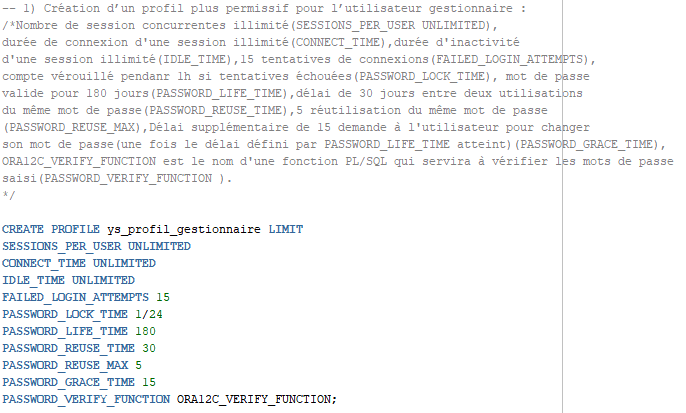 -- 1) Création d’un profil plus permissif pour l’utilisateur gestionnaire :
/*Nombre de session concurrentes illimité(SESSIONS_PER_USER UNLIMITED),
durée de connexion d'une session illimité(CONNECT_TIME),durée d'inactivité
d'une session illimité(IDLE_TIME),15 tentatives de connexions(FAILED_LOGIN_ATTEMPTS),
compte vérouillé pendanr 1h si tentatives échouées(PASSWORD_LOCK_TIME), mot de passe
valide pour 180 jours(PASSWORD_LIFE_TIME),délai de 30 jours entre deux utilisations
du même mot de passe(PASSWORD_REUSE_TIME),5 réutilisation du même mot de passe
(PASSWORD_REUSE_MAX),Délai supplémentaire de 15 demande à l'utilisateur pour changer
son mot de passe(une fois le délai défini par PASSWORD_LIFE_TIME atteint)(PASSWORD_GRACE_TIME),
ORA12C_VERIFY_FUNCTION est le nom d'une fonction PL/SQL qui servira à vérifier les mots de passe
saisi(PASSWORD_VERIFY_FUNCTION ).
*/
CREATE PROFILE ys_profil_gestionnaire LIMIT
SESSIONS_PER_USER UNLIMITED
CONNECT_TIME UNLIMITED
IDLE_TIME UNLIMITED
FAILED_LOGIN_ATTEMPTS 15
PASSWORD_LOCK_TIME 1/24
PASSWORD_LIFE_TIME 180
PASSWORD_REUSE_TIME 30
PASSWORD_REUSE_MAX 5
PASSWORD_GRACE_TIME 15
PASSWORD_VERIFY_FUNCTION ORA12C_VERIFY_FUNCTION;